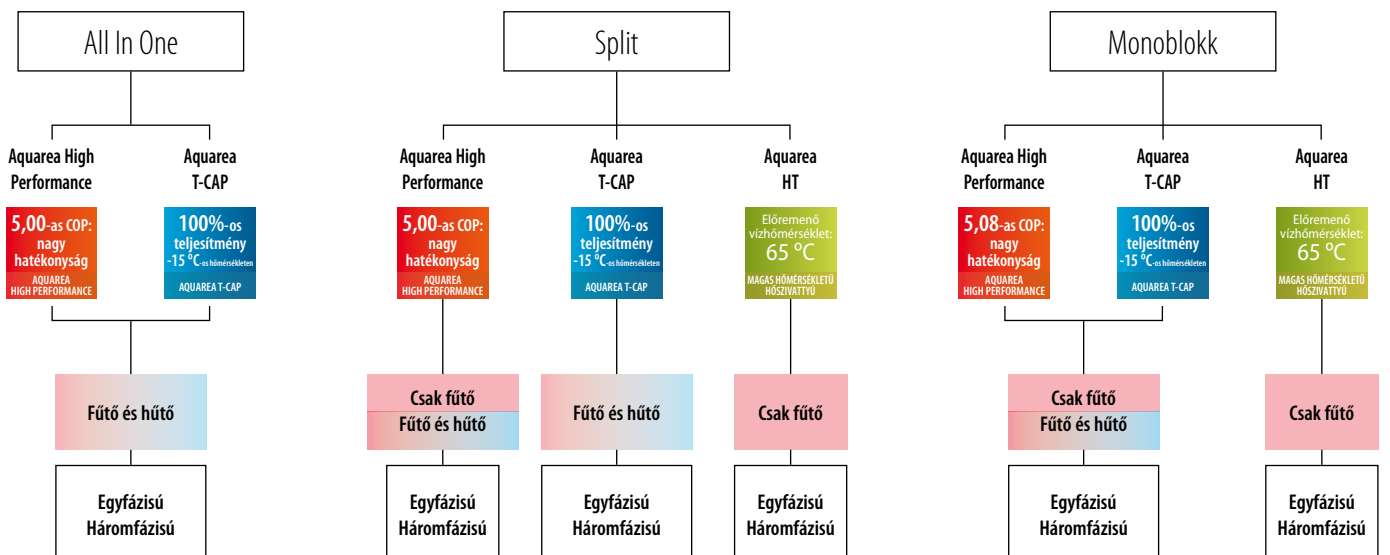 All In One
Aquarea High
Performance
5,00-as COP:
nagy
hatékonyság
AQUAREA
HIGH PERFORMANCE
Aquarea
T-CAP
100%-os
teljesítmény
-15 °C-os hőmérsékleten
AQUAREA T-CAP
Fűtő és hűtő
Egyfázisú
Háromfázisú
Split
Aquarea High
Performance
5,00-as COP:
nagy
hatékonyság
AQUAREA
HIGH PERFORMANCE
Csak fűtő
Fűtő és hűtő
Egyfázisú
Háromfázisú
Aquarea
T-CAP
100%-os
teljesítmény
-15 °C-os hőmérsékleten
AQUAREA T-CAP
Fűtő és hűtő
Egyfázisú
Háromfázisú
Aquarea
HT
Előremenő
vízhőmérséklet:
65 °C
MAGAS HŐMÉRSÉKLETŰ
HŐSZIVATTYÚ
Csak fűtő
Egyfázisú
Háromfázisú
Monoblokk
Aquarea High
Performance
5,08-as COP:
nagy
hatékonyság
AQUAREA
HIGH PERFORMANCE
Aquarea
T-CAP
100%-os
teljesítmény
-15 °C-os hőmérsékleten
AQUAREA T-CAP
Csak fűtő
Fűtő és hűtő
Egyfázisú
Háromfázisú
Aquarea
HT
Előremenő
vízhőmérséklet:
65 °C
MAGAS HŐMÉRSÉKLETŰ
HŐSZIVATTYÚ
Csak fűtő
Egyfázisú
Háromfázisú